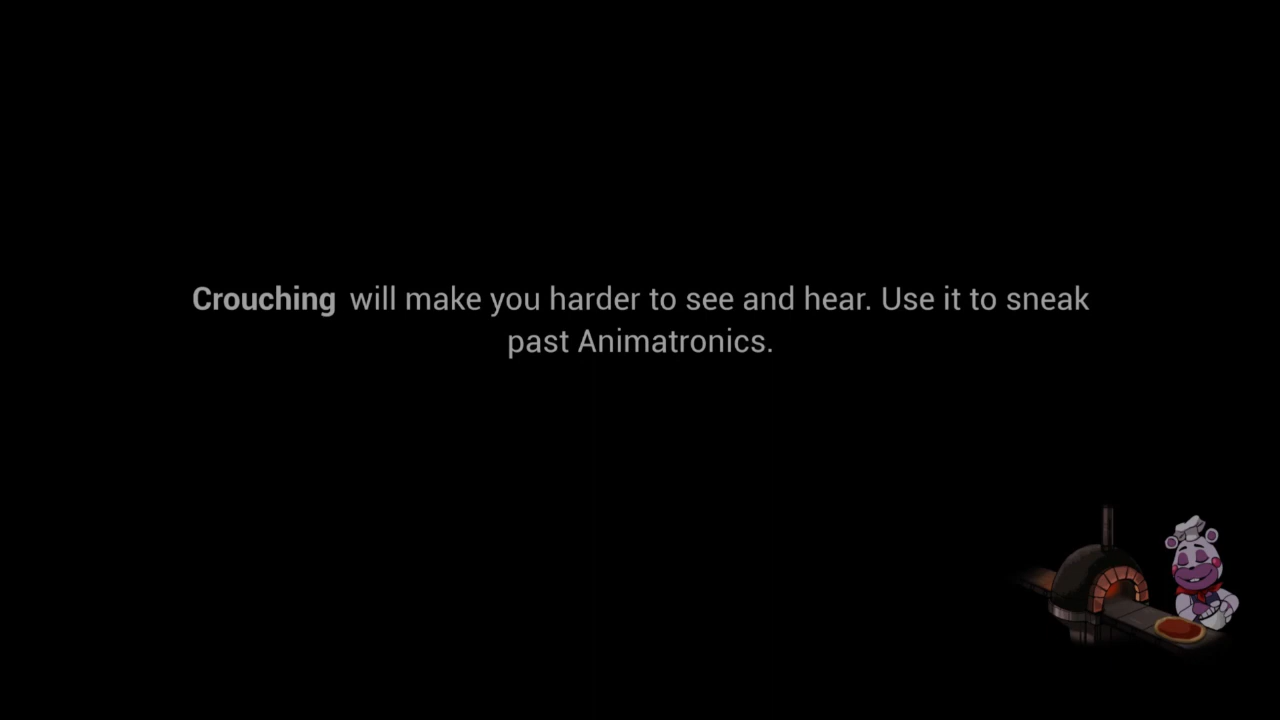 Crouching will make you harder to see and hear. Use it to sneak
past Animatronics.